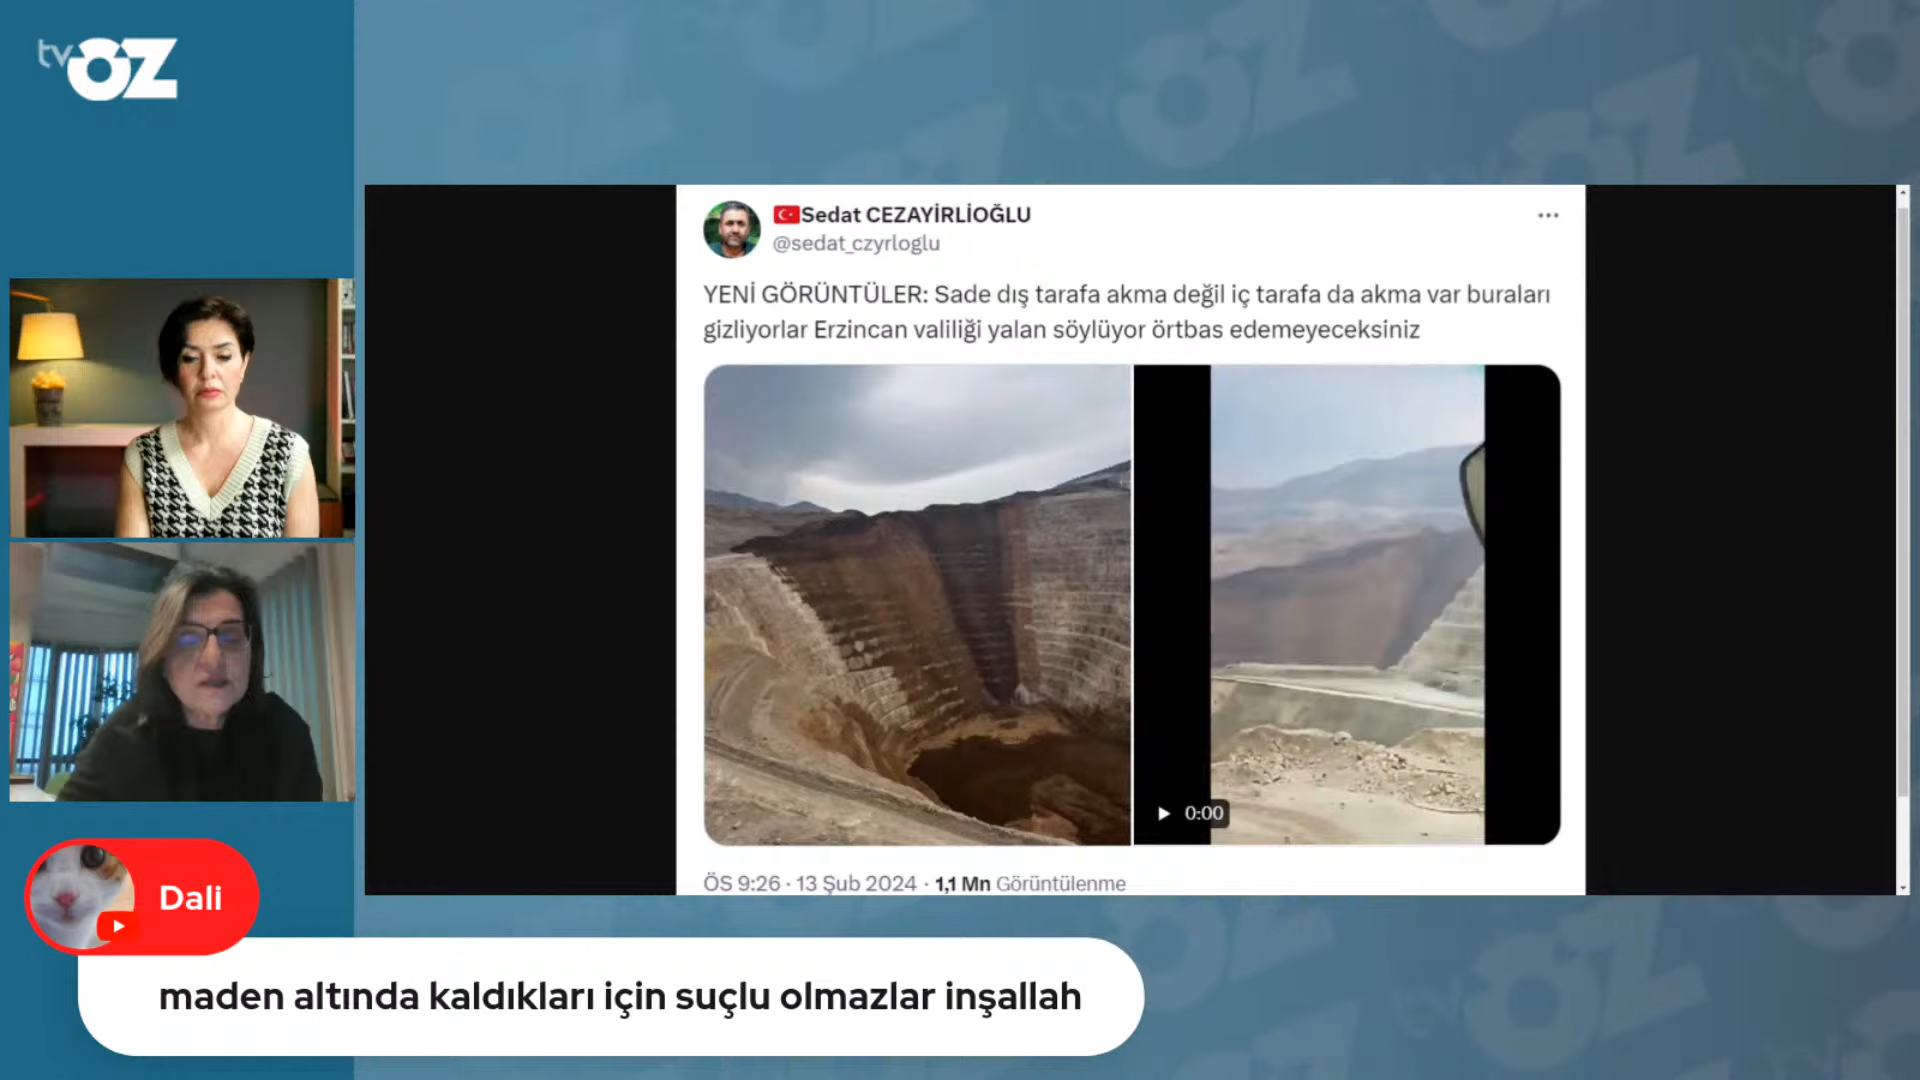 tv ÖZ
Sedat CEZAYİRLİOĞLU
@sedat_czyrloglu
YENİ GÖRÜNTÜLER: Sade dış tarafa akma değil iç tarafa da akma var buraları
gizliyorlar Erzincan valiliği yalan söylüyor örtbas edemeyeceksiniz
0:00
ÖS 9:26 · 13 Şub 2024 · 1,1 Mn Görüntülenme
Dali
maden altında kaldıkları için suçlu olmazlar inşallah